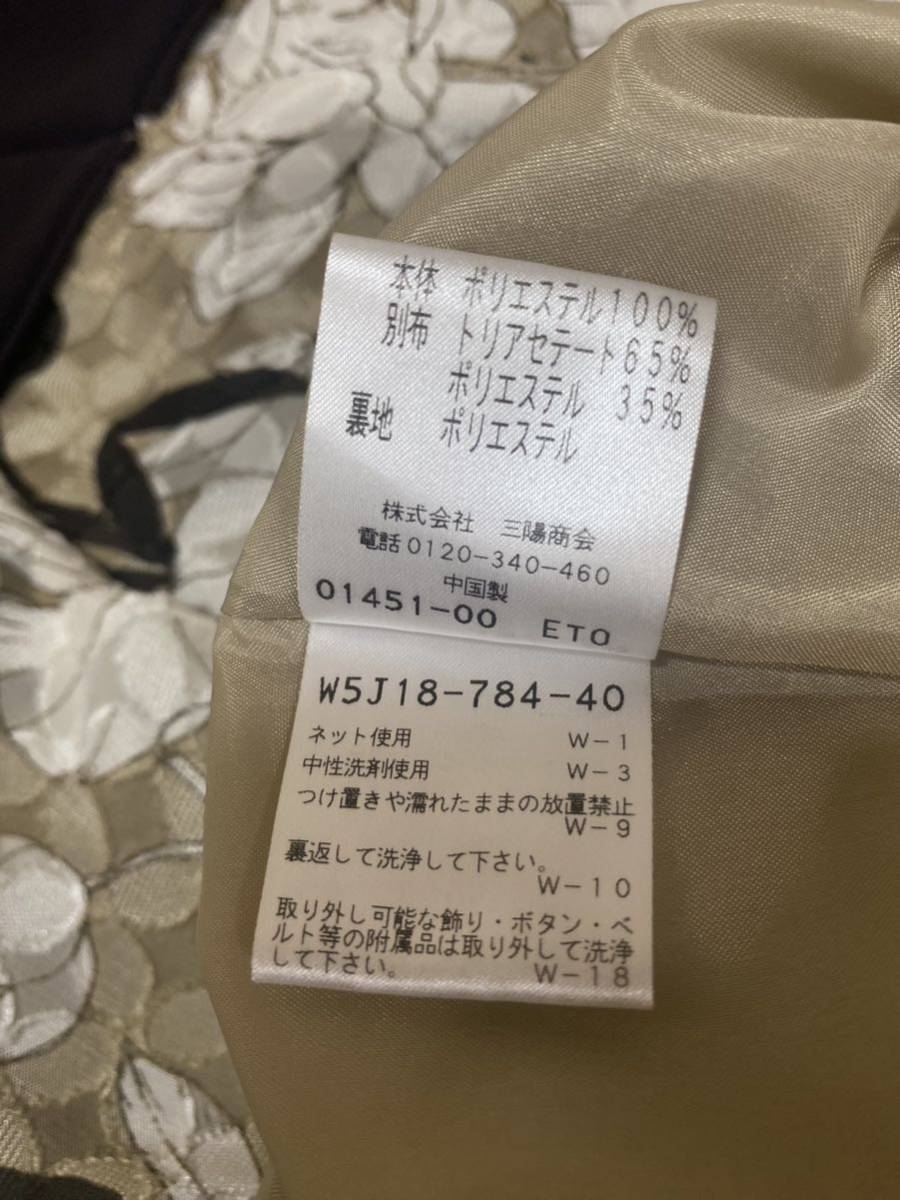 本体 ポリエステル100%
別布 トリアセテート65%
ポリエステル 35%
裏地 ポリエステル
株式会社 三陽商会
電話0120-340-460
中国製
01451-00 ETO
W5J18-784-40
ネット使用 W-1
中性洗剤使用 W-3
つけ置きや濡れたままの放置禁止
W-9
裏返して洗浄して下さい。
W-10
取り外し可能な飾り・ボタン・ベ
ルト等の附属品は取り外して洗浄
して下さい。 W-18